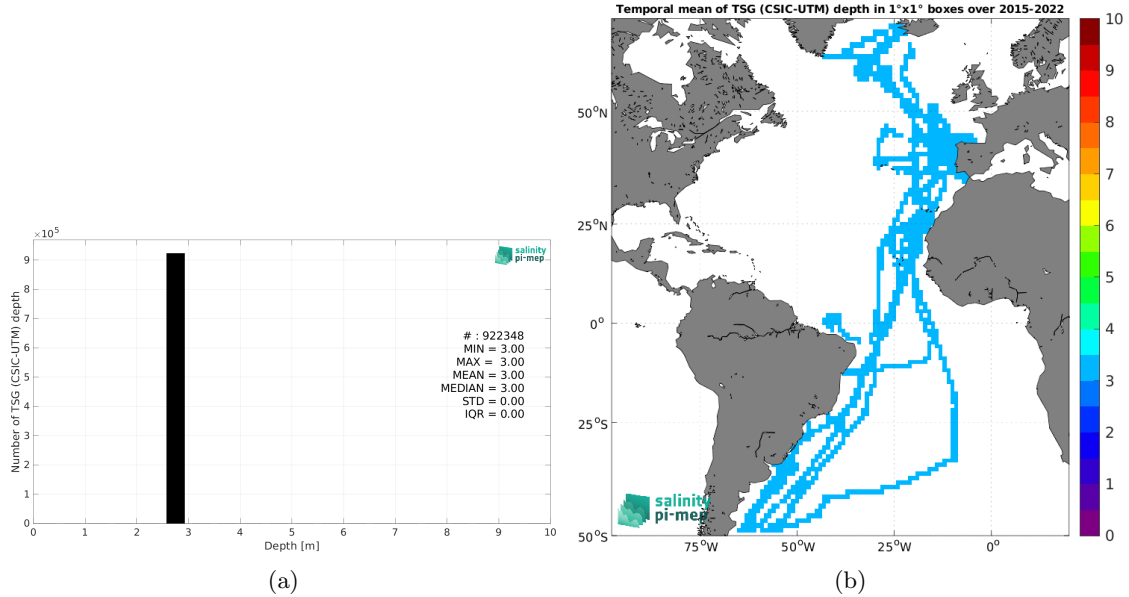 ×10⁵
9
8
7
6
5
4
3
2
1
0
Number of TSG (CSIC-UTM) depth
salinity
pi-mep
# : 922348
MIN = 3.00
MAX = 3.00
MEAN = 3.00
MEDIAN = 3.00
STD = 0.00
IQR = 0.00
0 1 2 3 4 5 6 7 8 9 10
Depth [m]
(a)
Temporal mean of TSG (CSIC-UTM) depth in 1°x1° boxes over 2015-2022
50°N
25°N
0°
25°S
50°S
75°W 50°W 25°W 0°
salinity
pi-mep
10
9
8
7
6
5
4
3
2
1
0
(b)